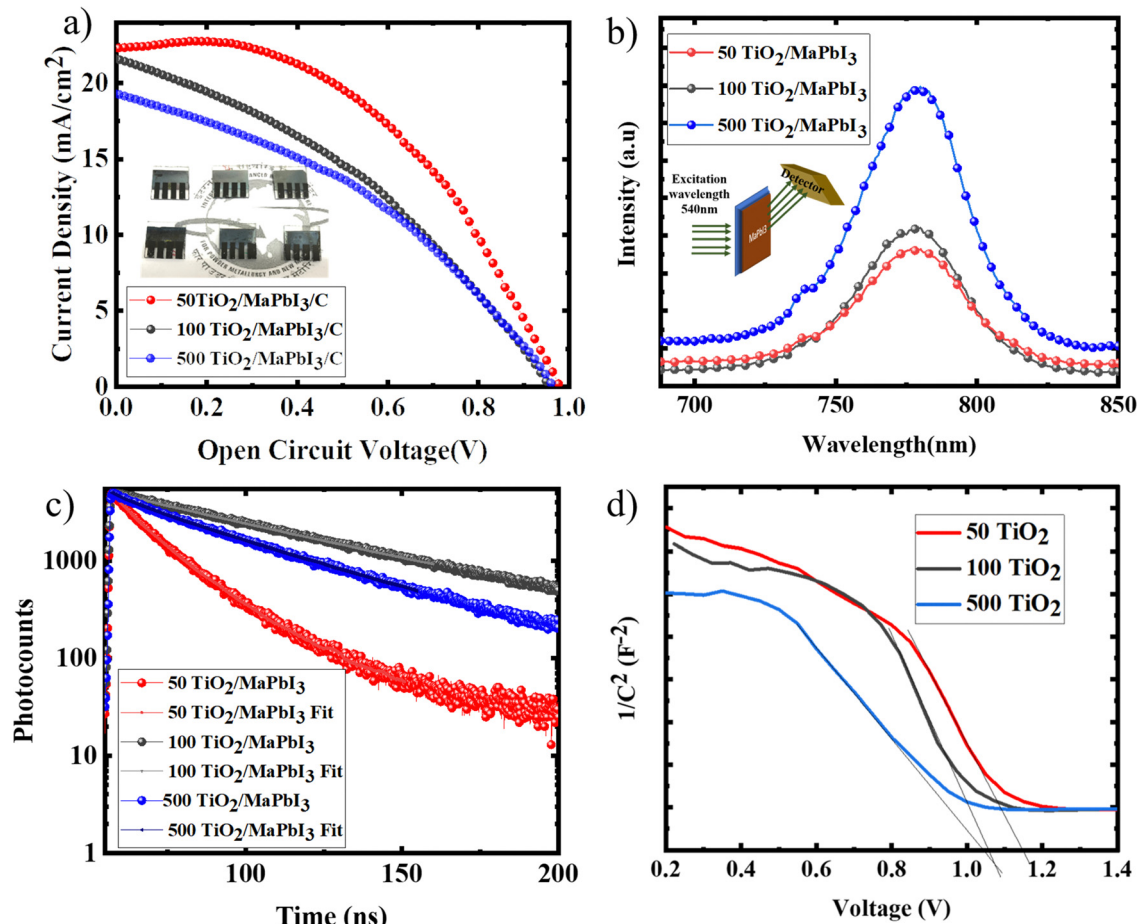 a)
Current Density (mA/cm2)
20
15
10
5
0
0.0 0.2 0.4 0.6 0.8 1.0
Open Circuit Voltage(V)
FOR POWDER METALLURGY AND NEW
50TiO2/MaPbI3/C
100 TiO2/MaPbI3/C
500 TiO2/MaPbI3/C
b)
Intensity (a.u)
50 TiO2/MaPbI3
100 TiO2/MaPbI3
500 TiO2/MaPbI3
Excitation
wavelength
540nm
MaPbI3
Detector
700 750 800 850
Wavelength(nm)
c)
Photocounts
1000
100
10
1
50 TiO2/MaPbI3
50 TiO2/MaPbI3 Fit
100 TiO2/MaPbI3
100 TiO2/MaPbI3 Fit
500 TiO2/MaPbI3
500 TiO2/MaPbI3 Fit
100 150 200
Time (ns)
d)
1/C2 (F-2)
50 TiO2
100 TiO2
500 TiO2
0.2 0.4 0.6 0.8 1.0 1.2 1.4
Voltage (V)